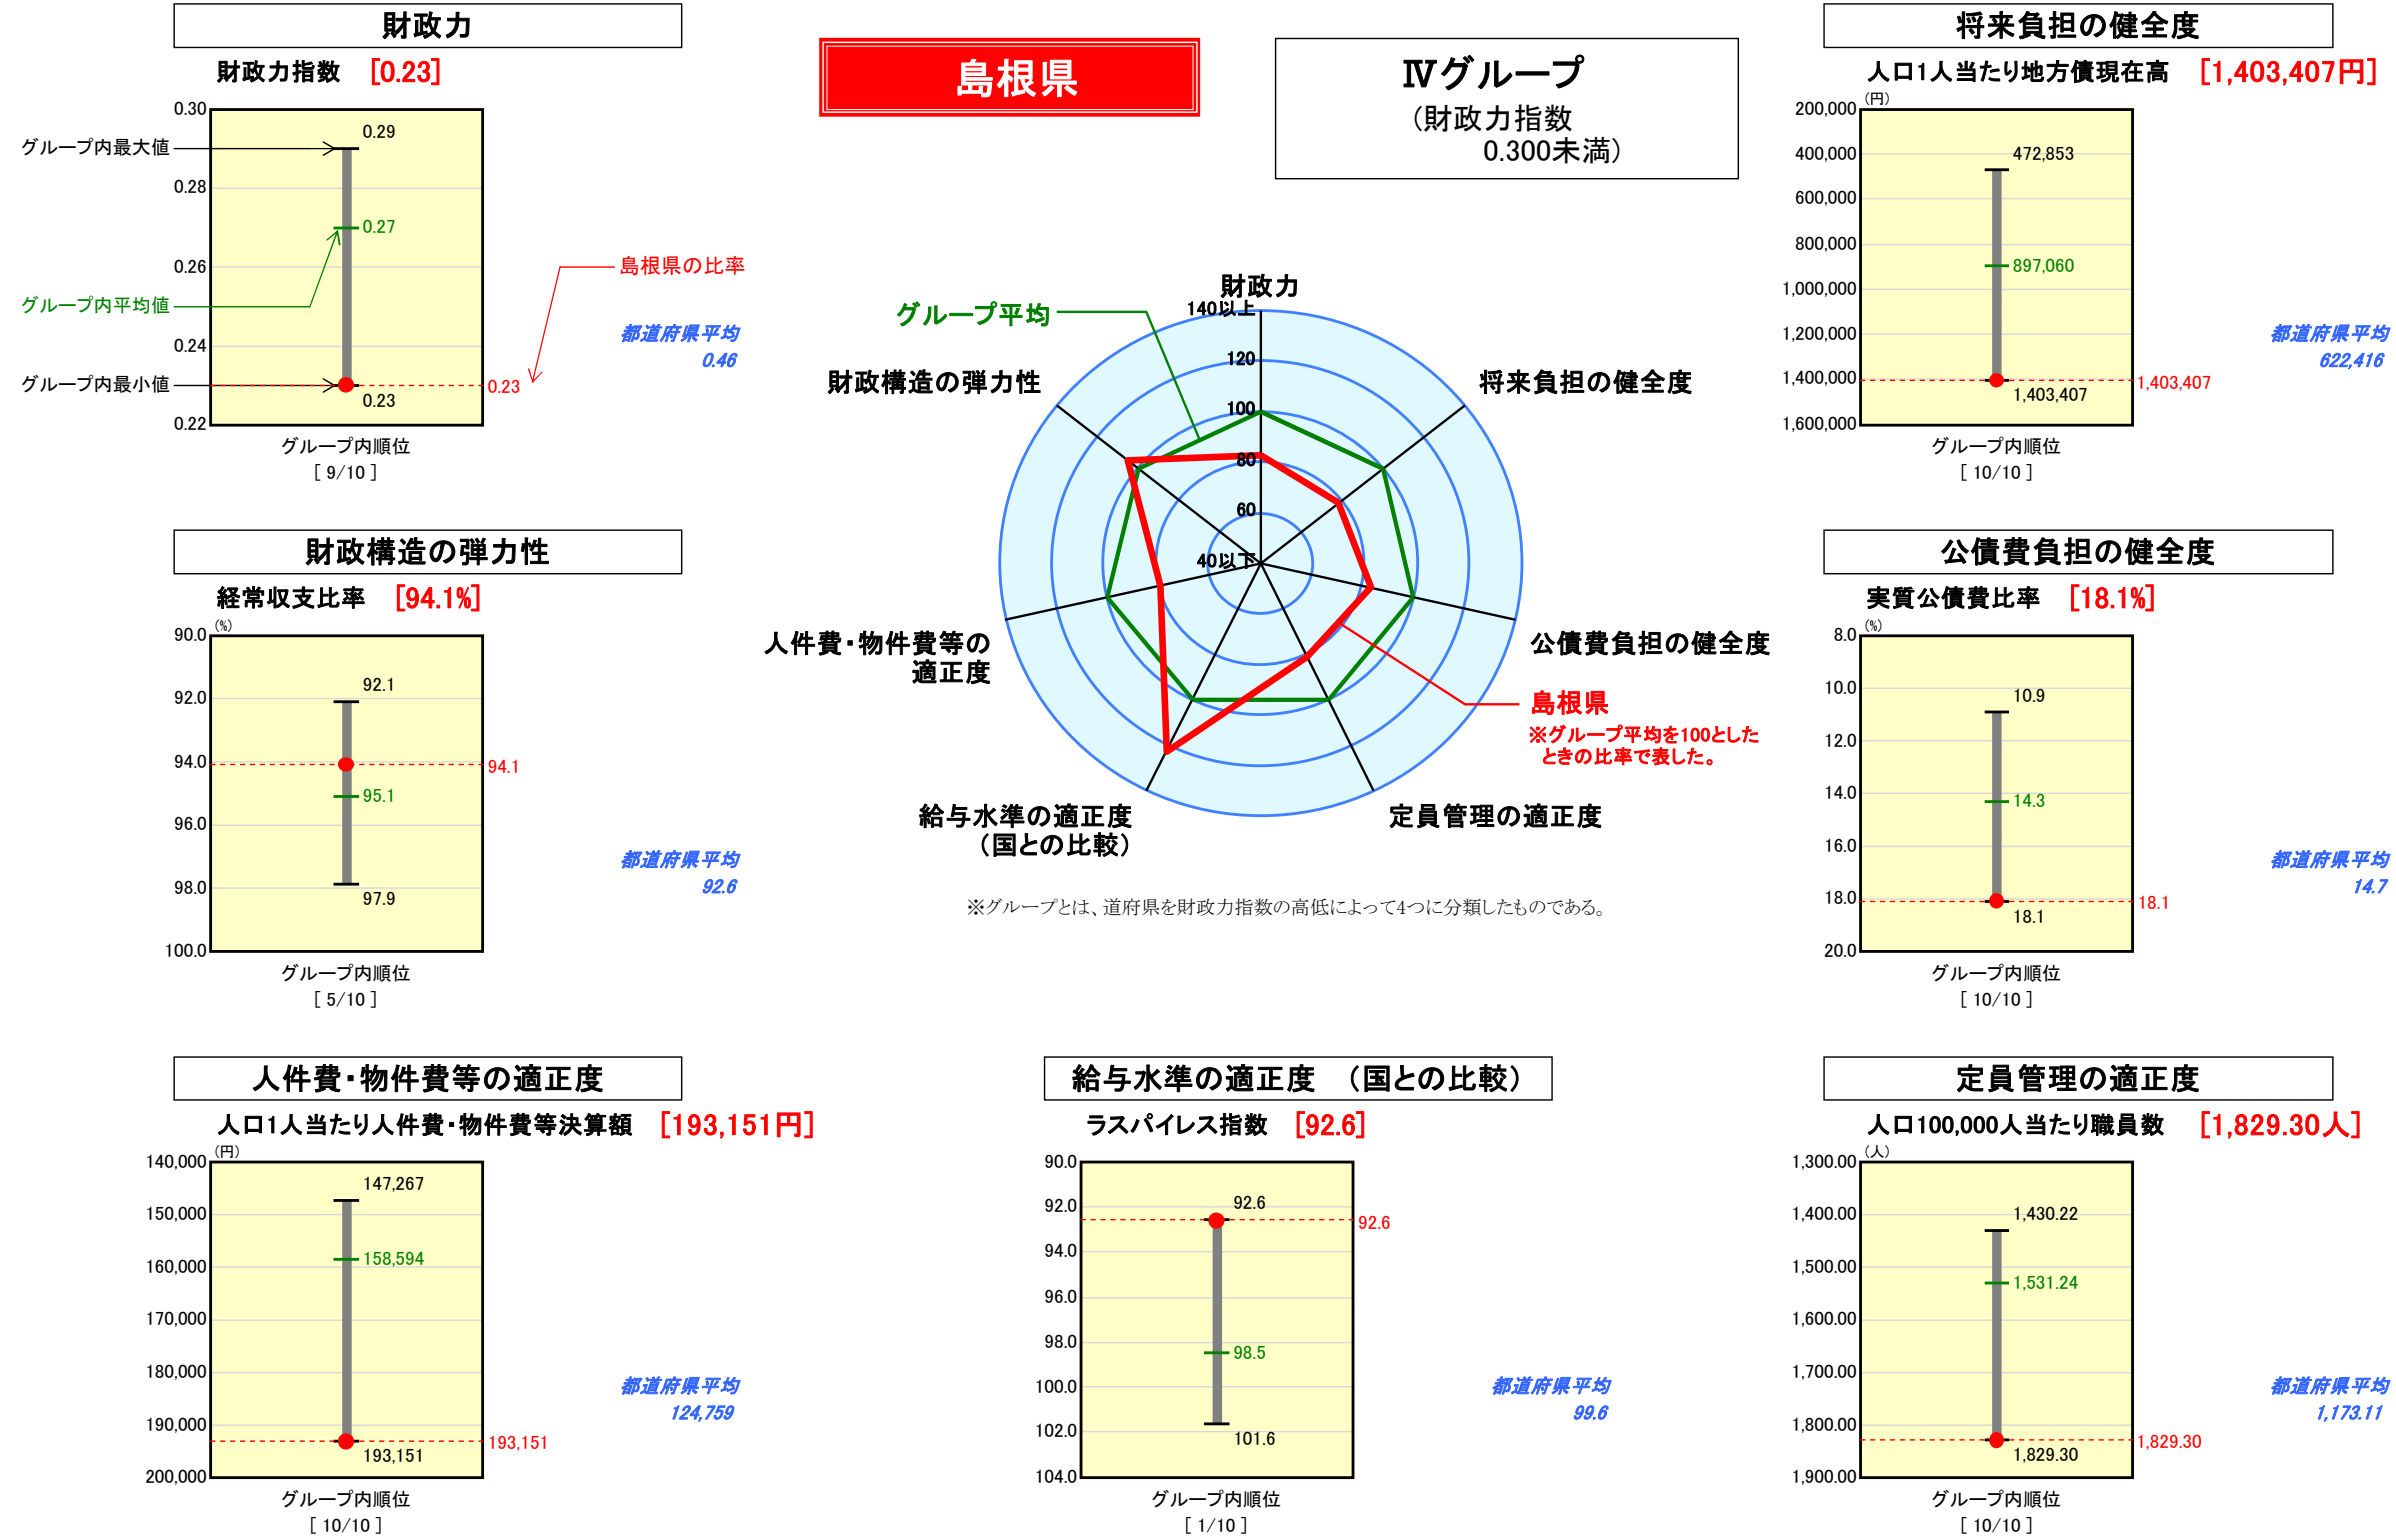 財政力
財政力指数 [0.23]
0.30
0.28
0.26
0.24
0.22
グループ内最大値
グループ内平均値
グループ内最小値
0.29
0.27
0.23
0.23
島根県の比率
都道府県平均
0.46
グループ内順位
[ 9/10 ]
島根県
Ⅳグループ
(財政力指数
0.300未満)
将来負担の健全度
人口1人当たり地方債現在高 [1,403,407円]
(円)
200,000
400,000
600,000
800,000
1,000,000
1,200,000
1,400,000
1,600,000
472,853
897,060
1,403,407
1,403,407
都道府県平均
622,416
グループ内順位
[ 10/10 ]
財政構造の弾力性
経常収支比率 [94.1%]
(%)
90.0
92.0
94.0
96.0
98.0
100.0
92.1
94.1
95.1
97.9
都道府県平均
92.6
グループ内順位
[ 5/10 ]
グループ平均
財政力
140以上
120
100
80
60
40以下
財政構造の弾力性
将来負担の健全度
人件費・物件費等の
適正度
公債費負担の健全度
給与水準の適正度
(国との比較)
定員管理の適正度
島根県
※グループ平均を100とした
ときの比率で表した。
※グループとは、道府県を財政力指数の高低によって4つに分類したものである。
公債費負担の健全度
実質公債費比率 [18.1%]
(%)
8.0
10.0
12.0
14.0
16.0
18.0
20.0
10.9
14.3
18.1
18.1
都道府県平均
14.7
グループ内順位
[ 10/10 ]
人件費・物件費等の適正度
人口1人当たり人件費・物件費等決算額 [193,151円]
(円)
140,000
150,000
160,000
170,000
180,000
190,000
200,000
147,267
158,594
193,151
193,151
都道府県平均
124,759
グループ内順位
[ 10/10 ]
給与水準の適正度 (国との比較)
ラスパイレス指数 [92.6]
90.0
92.0
94.0
96.0
98.0
100.0
102.0
104.0
92.6
92.6
98.5
101.6
都道府県平均
99.6
グループ内順位
[ 1/10 ]
定員管理の適正度
人口100,000人当たり職員数 [1,829.30人]
(人)
1,300.00
1,400.00
1,500.00
1,600.00
1,700.00
1,800.00
1,900.00
1,430.22
1,531.24
1,829.30
1,829.30
都道府県平均
1,173.11
グループ内順位
[ 10/10 ]